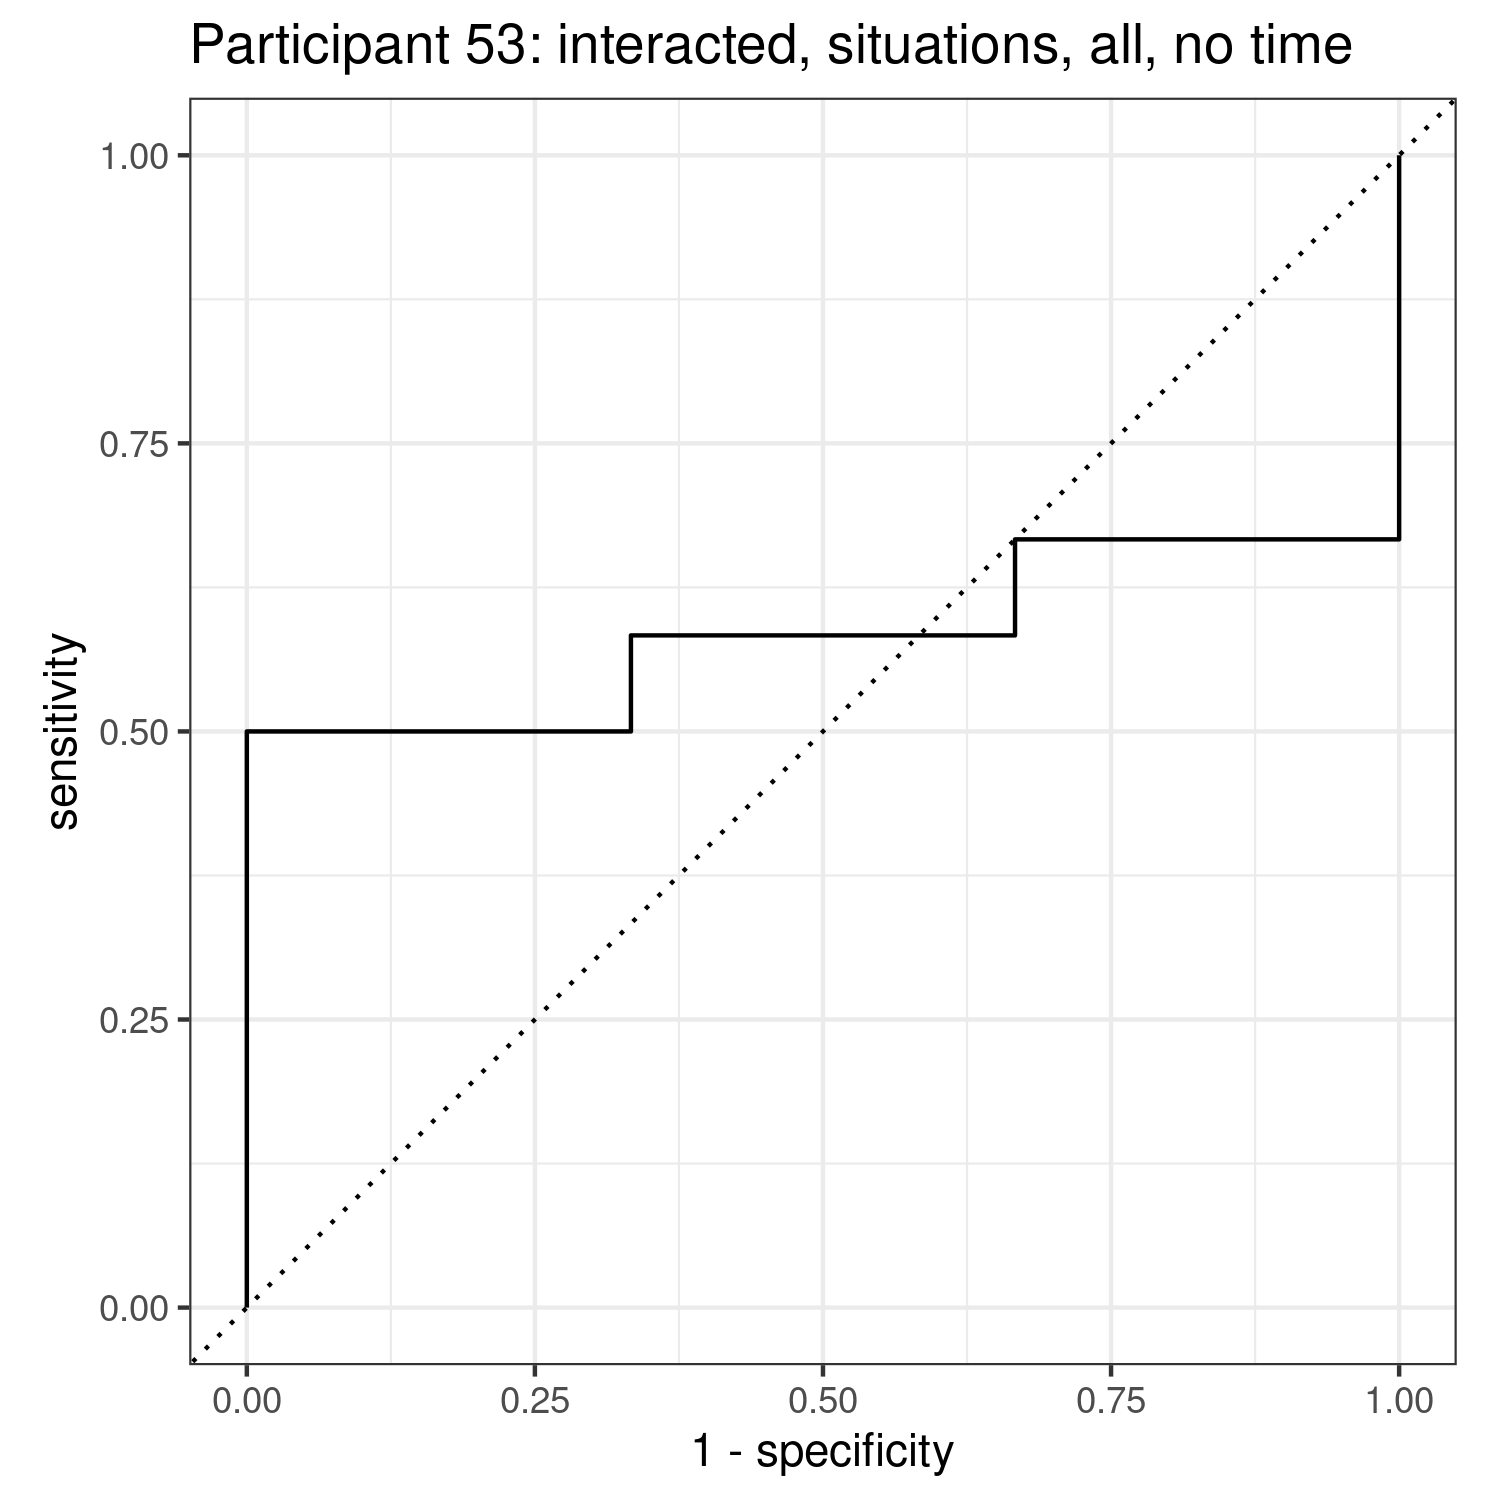 Participant 53: interacted, situations, all, no time
1.00
0.75
0.50
0.25
0.00
sensitivity
0.00 0.25 0.50 0.75 1.00
1 - specificity